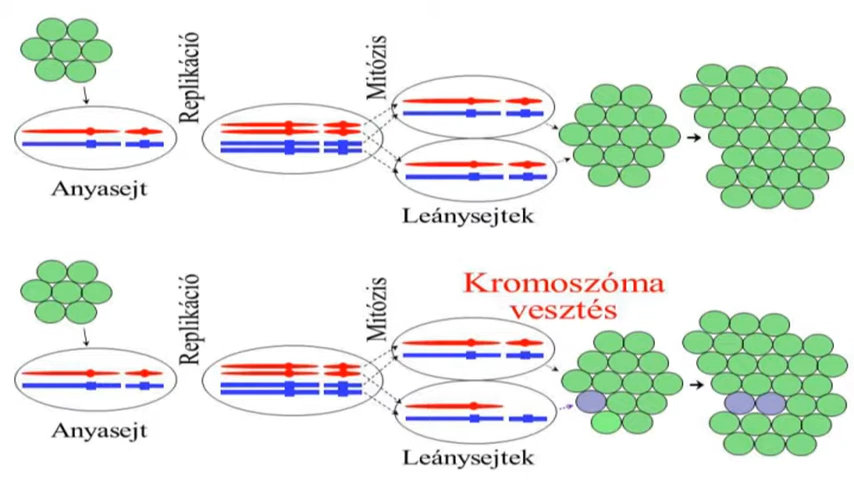 Replikáció
Mitózis
Anyasejt
Leánysejtek
Kromoszóma
vesztés
Replikáció
Mitózis
Anyasejt
Leánysejtek